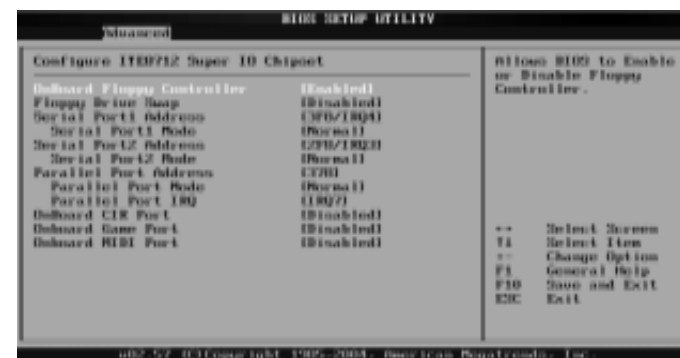 BIOS SETUP UTILITY
Advanced
Configure ITE8712 Super IO Chipset
OnBoard Floppy Controller [Enabled]
Floppy Drive Swap [Disabled]
Serial Port1 Address [3F8/IRQ4]
Serial Port1 Mode [Normal]
Serial Port2 Address [2F8/IRQ3]
Serial Port2 Mode [Normal]
Parallel Port Address [378]
Parallel Port Mode [Normal]
Parallel Port IRQ [IRQ7]
OnBoard CIR Port [Disabled]
Onboard Game Port [Disabled]
Onboard MIDI Port [Disabled]
Allows BIOS to Enable
or Disable Floppy
Controller.
↔ Select Screen
↑↓ Select Item
+- Change Option
F1 General Help
F10 Save and Exit
ESC Exit
v02.57 (C)Copyright 1985-2004, American Megatrends, Inc.